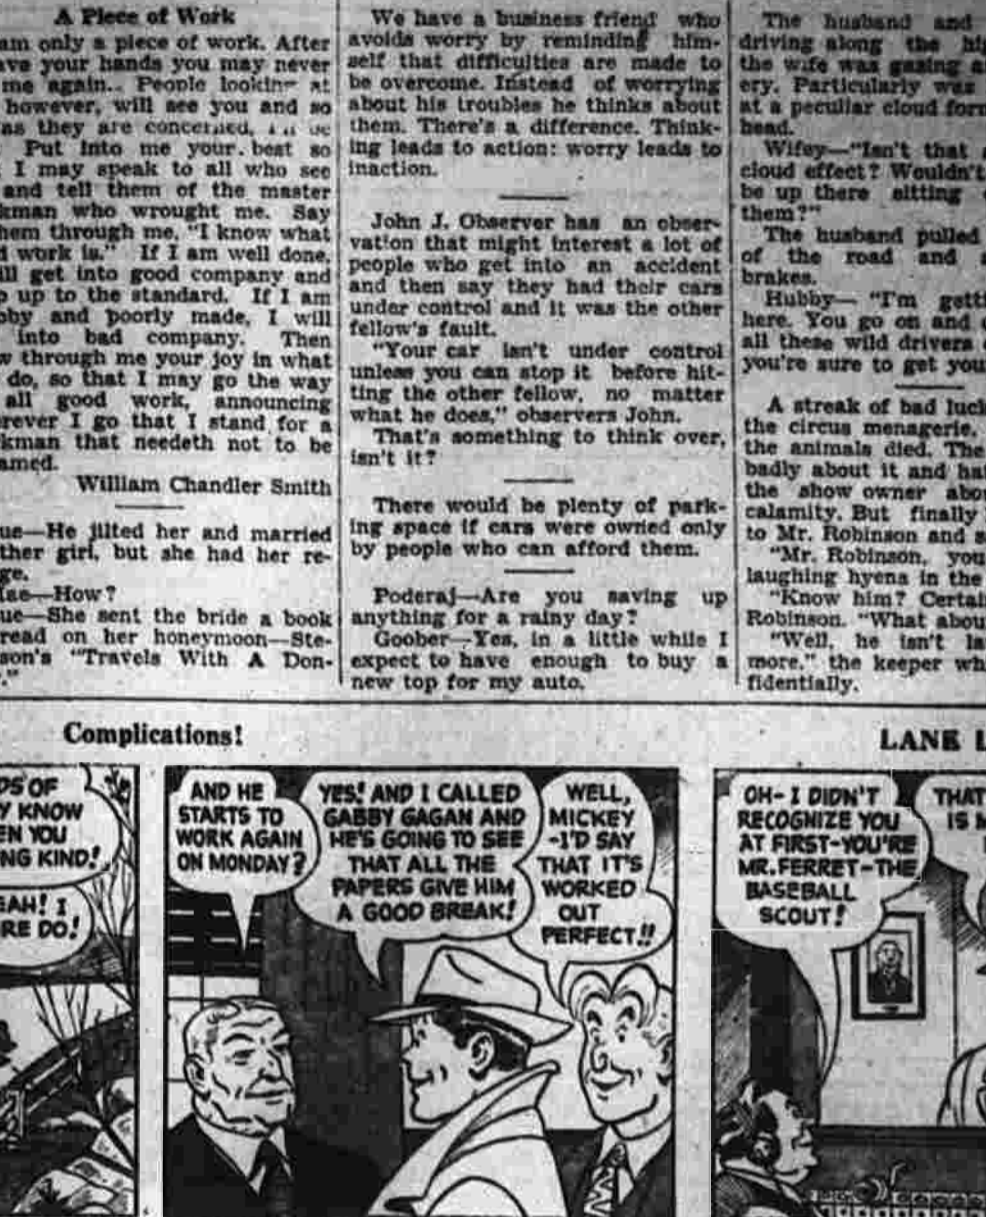 A Piece of Work
am only a piece of work. After
ave your hands you may never
me again.. People looking at
however, will see you and so
as they are concerned,
Put into me your best so
I may speak to all who see
and tell them of the master
kman who wrought me. Say
hem through me, "I know what
d work is." If I am well done,
ill get into good company and
p up to the standard. If I am
bby and poorly made, I will
into bad company. Then
w through me your joy in what
do, so that I may go the way
all good work, announcing
erever I go that I stand for a
kman that needeth not to be
amed.
William Chandler Smith
ue—He jilted her and married
ther girl, but she had her re-
ge.
Mae—How?
ue—She sent the bride a book
read on her honeymoon—Ste-
son's "Travels With A Don-
."
We have a business friend who
avoids worry by reminding him-
self that difficulties are made to
be overcome. Instead of worrying
about his troubles he thinks about
them. There's a difference. Think-
ing leads to action: worry leads to
inaction.
John J. Observer has an obser-
vation that might interest a lot of
people who get into an accident
and then say they had their cars
under control and it was the other
fellow's fault.
"Your car isn't under control
unless you can stop it before hit-
ting the other fellow, no matter
what he does," observers John.
That's something to think over,
isn't it?
There would be plenty of park-
ing space if cars were owned only
by people who can afford them.
Poderaj—Are you saving up
anything for a rainy day?
Goober—Yes, in a little while I
expect to have enough to buy a
new top for my auto.
The husband and
driving along the hig
the wife was gazing a
ery. Particularly was
at a peculiar cloud form
head.
Wifey—"Isn't that a
cloud effect? Wouldn't
be up there sitting
them?"
The husband pulled
of the road and
brakes.
Hubby— "I'm getti
here. You go on and
all these wild drivers
you're sure to get you
A streak of bad luck
the circus menagerie.
the animals died. The
badly about it and hat
the show owner abou
calamity. But finally
to Mr. Robinson and s
"Mr. Robinson, you
laughing hyena in the
"Know him? Certai
Robinson. "What abou
"Well, he isn't la
more," the keeper wh
fidentially.
Complications!
DS OF
Y KNOW
EN YOU
NG KIND!
EAH! I
RE DO!
AND HE
STARTS TO
WORK AGAIN
ON MONDAY?
YES! AND I CALLED
GABBY GAGAN AND
HE'S GOING TO SEE
THAT ALL THE
PAPERS GIVE HIM
A GOOD BREAK!
WELL,
MICKEY
-I'D SAY
THAT IT'S
WORKED
OUT
PERFECT!!
LANK L
OH- I DIDN'T
RECOGNIZE YOU
AT FIRST-YOU'RE
MR. FERRET-THE
BASEBALL
SCOUT!
THAT
IS M